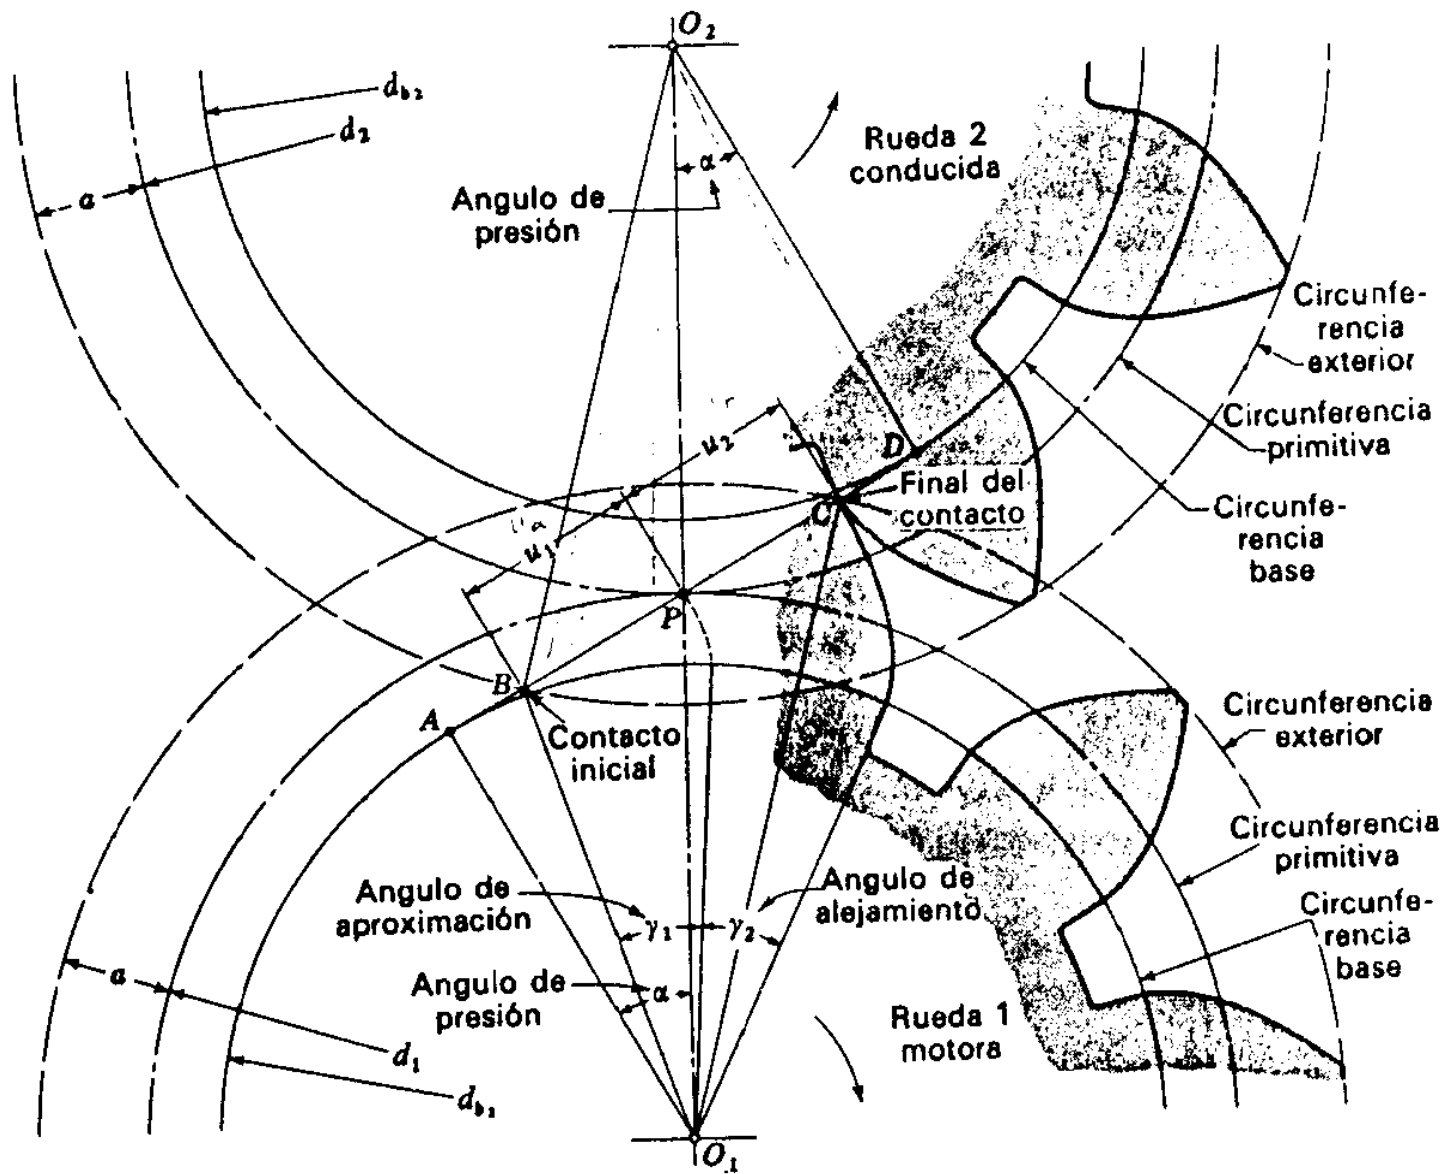 O₂
d_b₂
d₂
a
Angulo de
presión
α
Rueda 2
conducida
Circunfe-
rencia
exterior
Circunferencia
primitiva
Circunfe-
rencia
base
u₂
u₁
D
C
Final del
contacto
P
B
A
Contacto
inicial
Circunferencia
exterior
Circunferencia
primitiva
Circunfe-
rencia
base
Angulo de
aproximación
γ₁
γ₂
Angulo de
alejamiento
Angulo de
presión
α
a
d₁
d_b₁
Rueda 1
motora
O₁